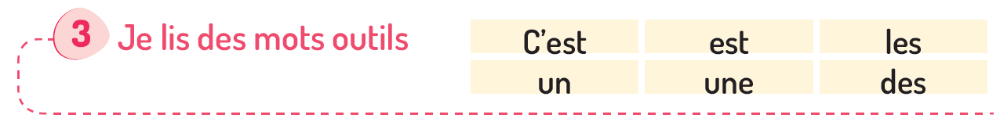 3 Je lis des mots outils
C'est est les
un une des